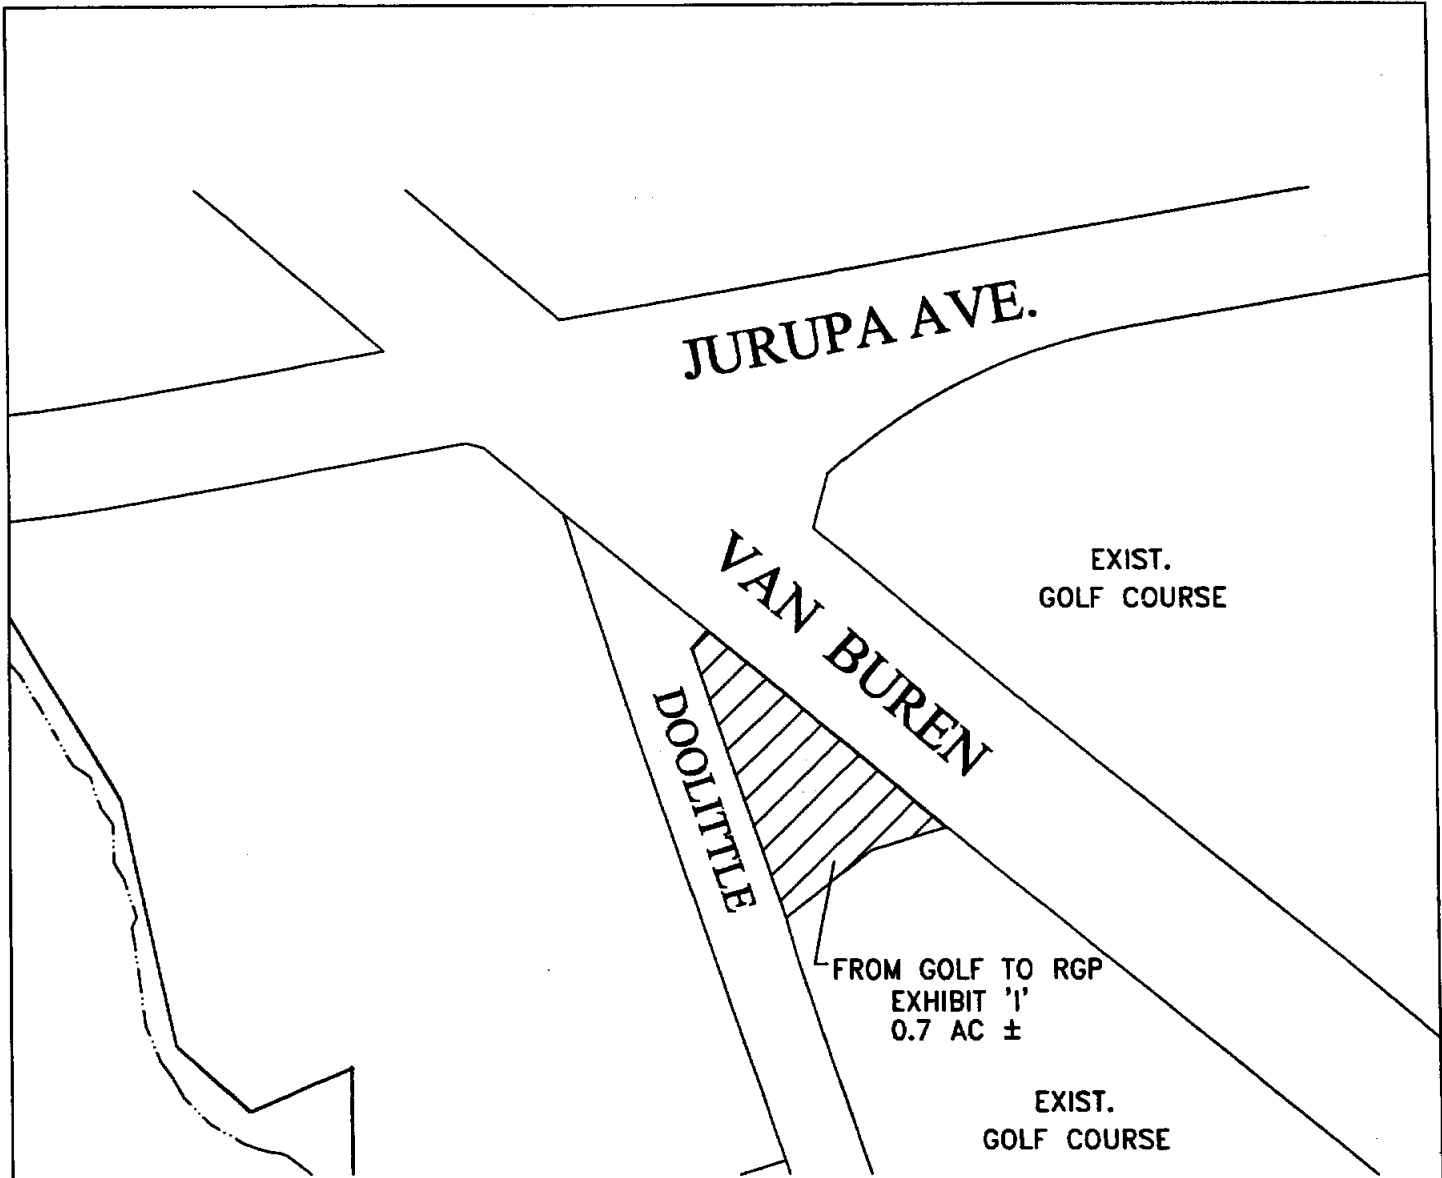 JURUPA AVE.
EXIST.
GOLF COURSE
VAN BUREN
DOOLITTLE
FROM GOLF TO RGP
EXHIBIT '1'
0.7 AC ±
EXIST.
GOLF COURSE